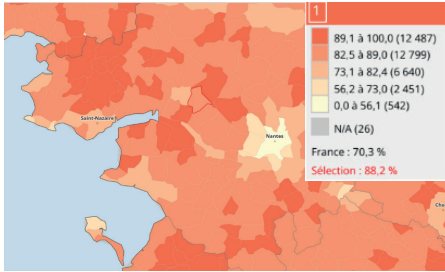 1
89,1 à 100,0 (12 487)
82,5 à 89,0 (12 799)
73,1 à 82,4 (6 640)
56,2 à 73,0 (2 451)
0,0 à 56,1 (542)
N/A (26)
France : 70,3 %
Sélection : 88,2 %
Saint-Nazaire
Nantes